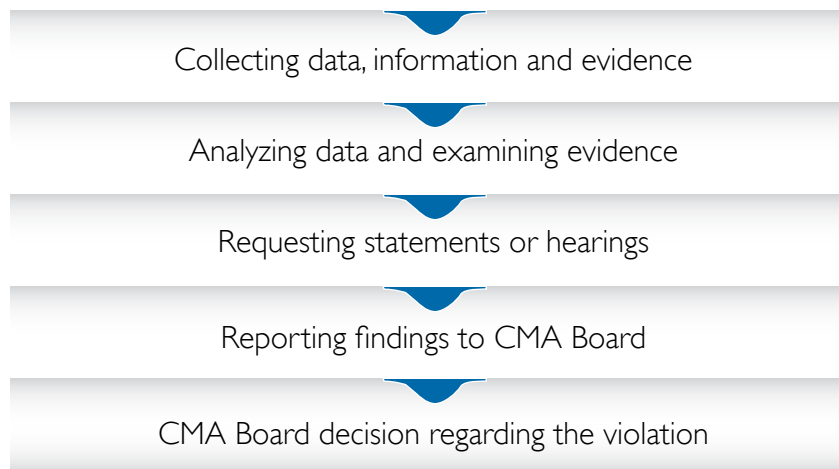 Collecting data, information and evidence
Analyzing data and examining evidence
Requesting statements or hearings
Reporting findings to CMA Board
CMA Board decision regarding the violation